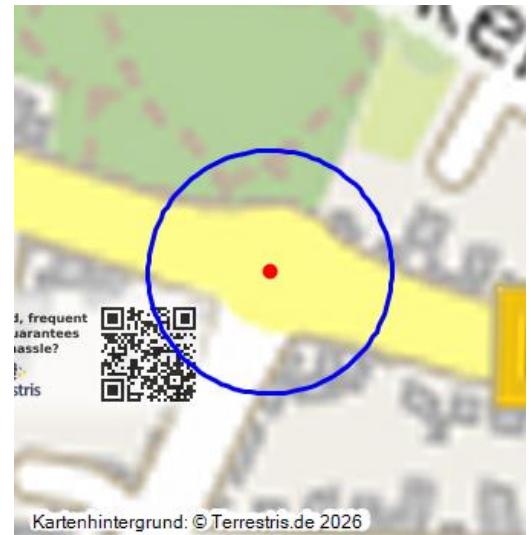 d, frequent
uarantees
assle?
stris
Kartenhintergrund: © Terrestris.de 2026